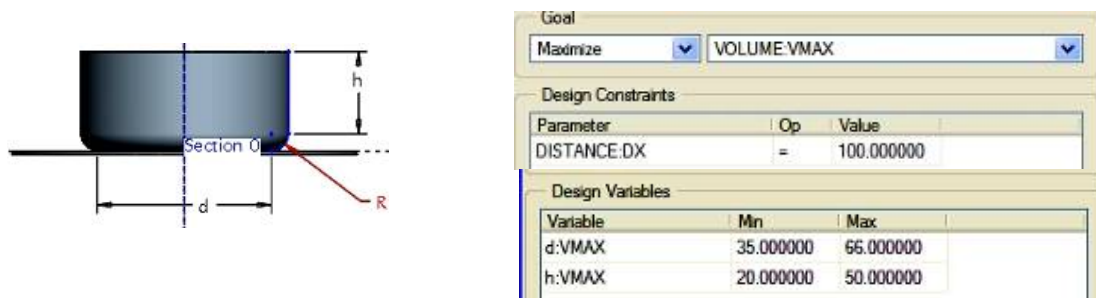 h
Section 0
d
R
Goal
Maximize VOLUME:VMAX
Design Constraints
Parameter Op Value
DISTANCE:DX = 100.000000
Design Variables
Variable Min Max
d:VMAX 35.000000 66.000000
h:VMAX 20.000000 50.000000